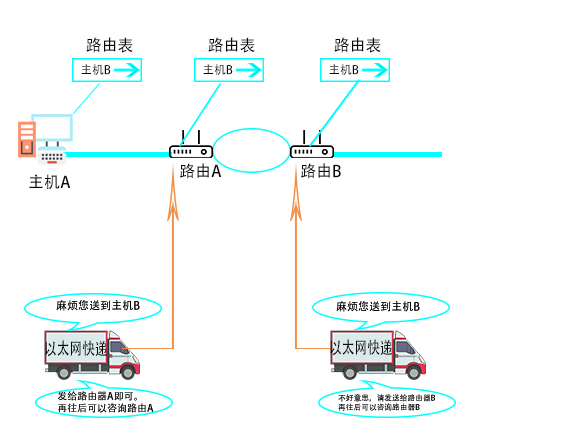 路由表
路由表
路由表
主机B
主机B
主机B
主机A
路由A
路由B
麻烦您送到主机B
麻烦您送到主机B
以太网快递
以太网快递
发给路由器A即可。
再往后可以咨询路由A
不好意思，请发送给路由器B
再往后可以咨询路由器B